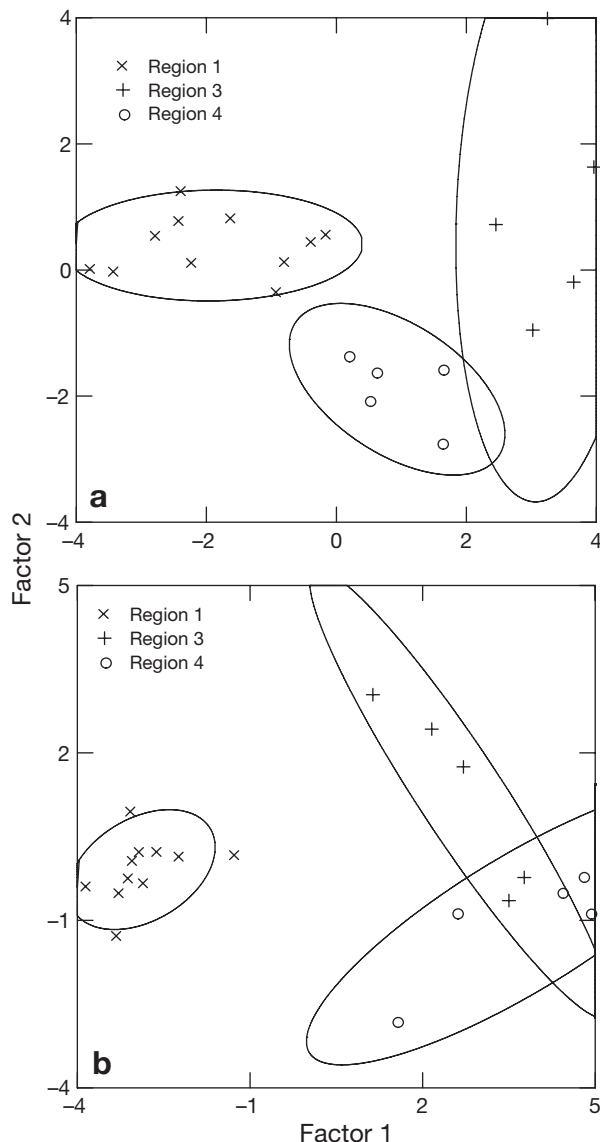 4
× Region 1
+ Region 3
○ Region 4
2
0
−2
a
−4
−4 −2 0 2 4
Factor 2
5
× Region 1
+ Region 3
○ Region 4
2
−1
b
−4
−4 −1 2 5
Factor 1